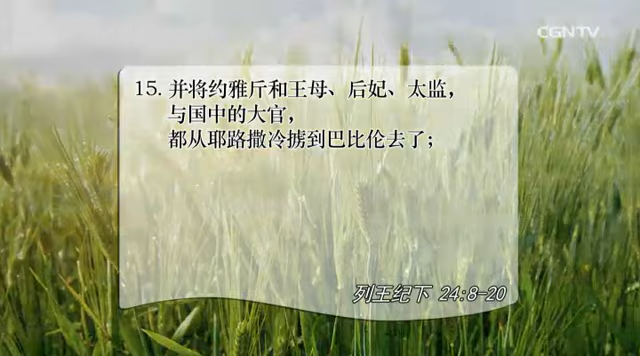 CGNTV
15. 并将约雅斤和王母、后妃、太监，
与国中的大官，
都从耶路撒冷掳到巴比伦去了；
列王纪下 24:8-20